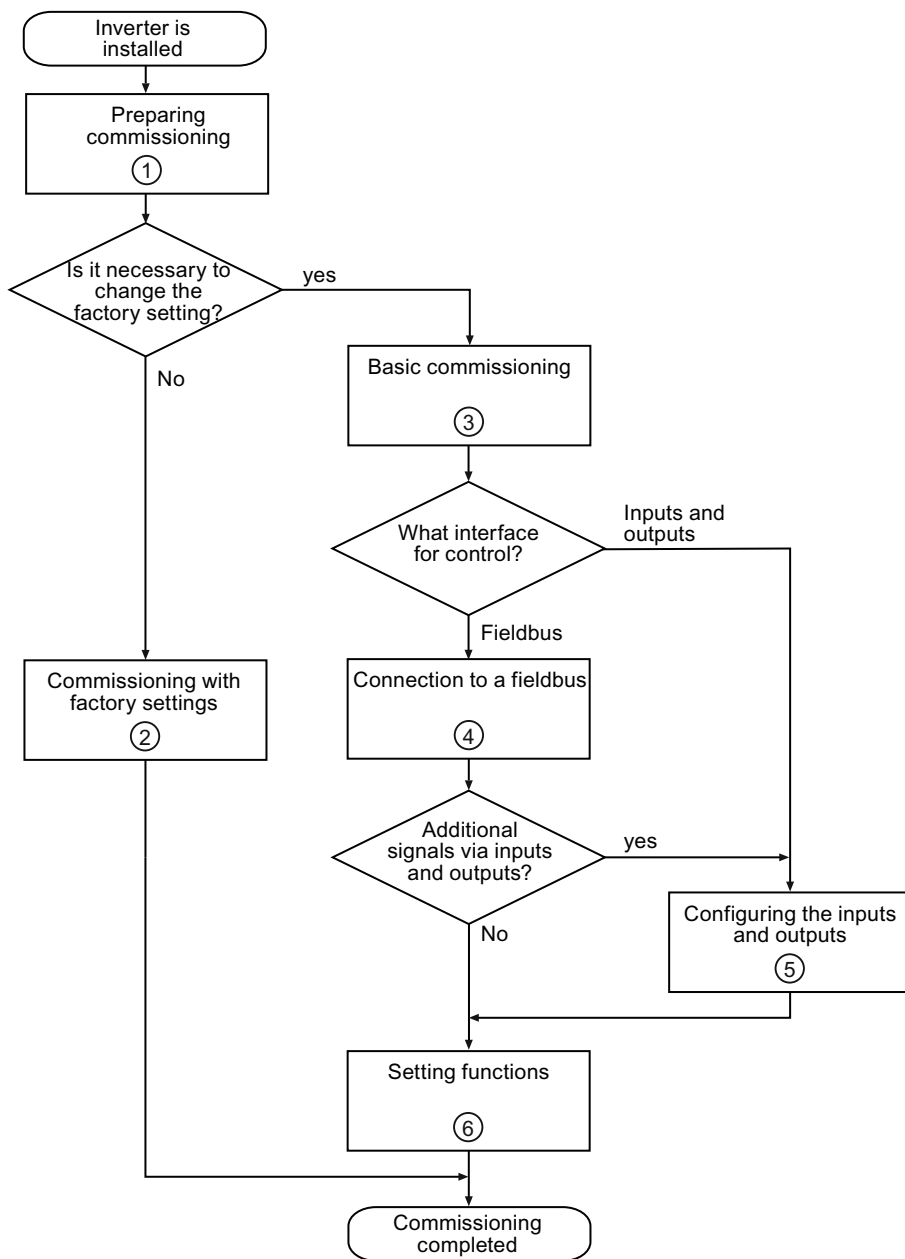 Inverter is
installed
Preparing
commissioning
1
Is it necessary to
change the
factory setting?
yes
No
Basic commissioning
3
What interface
for control?
Inputs and
outputs
Fieldbus
Commissioning with
factory settings
2
Connection to a fieldbus
4
Additional
signals via inputs
and outputs?
yes
No
Configuring the inputs
and outputs
5
Setting functions
6
Commissioning
completed